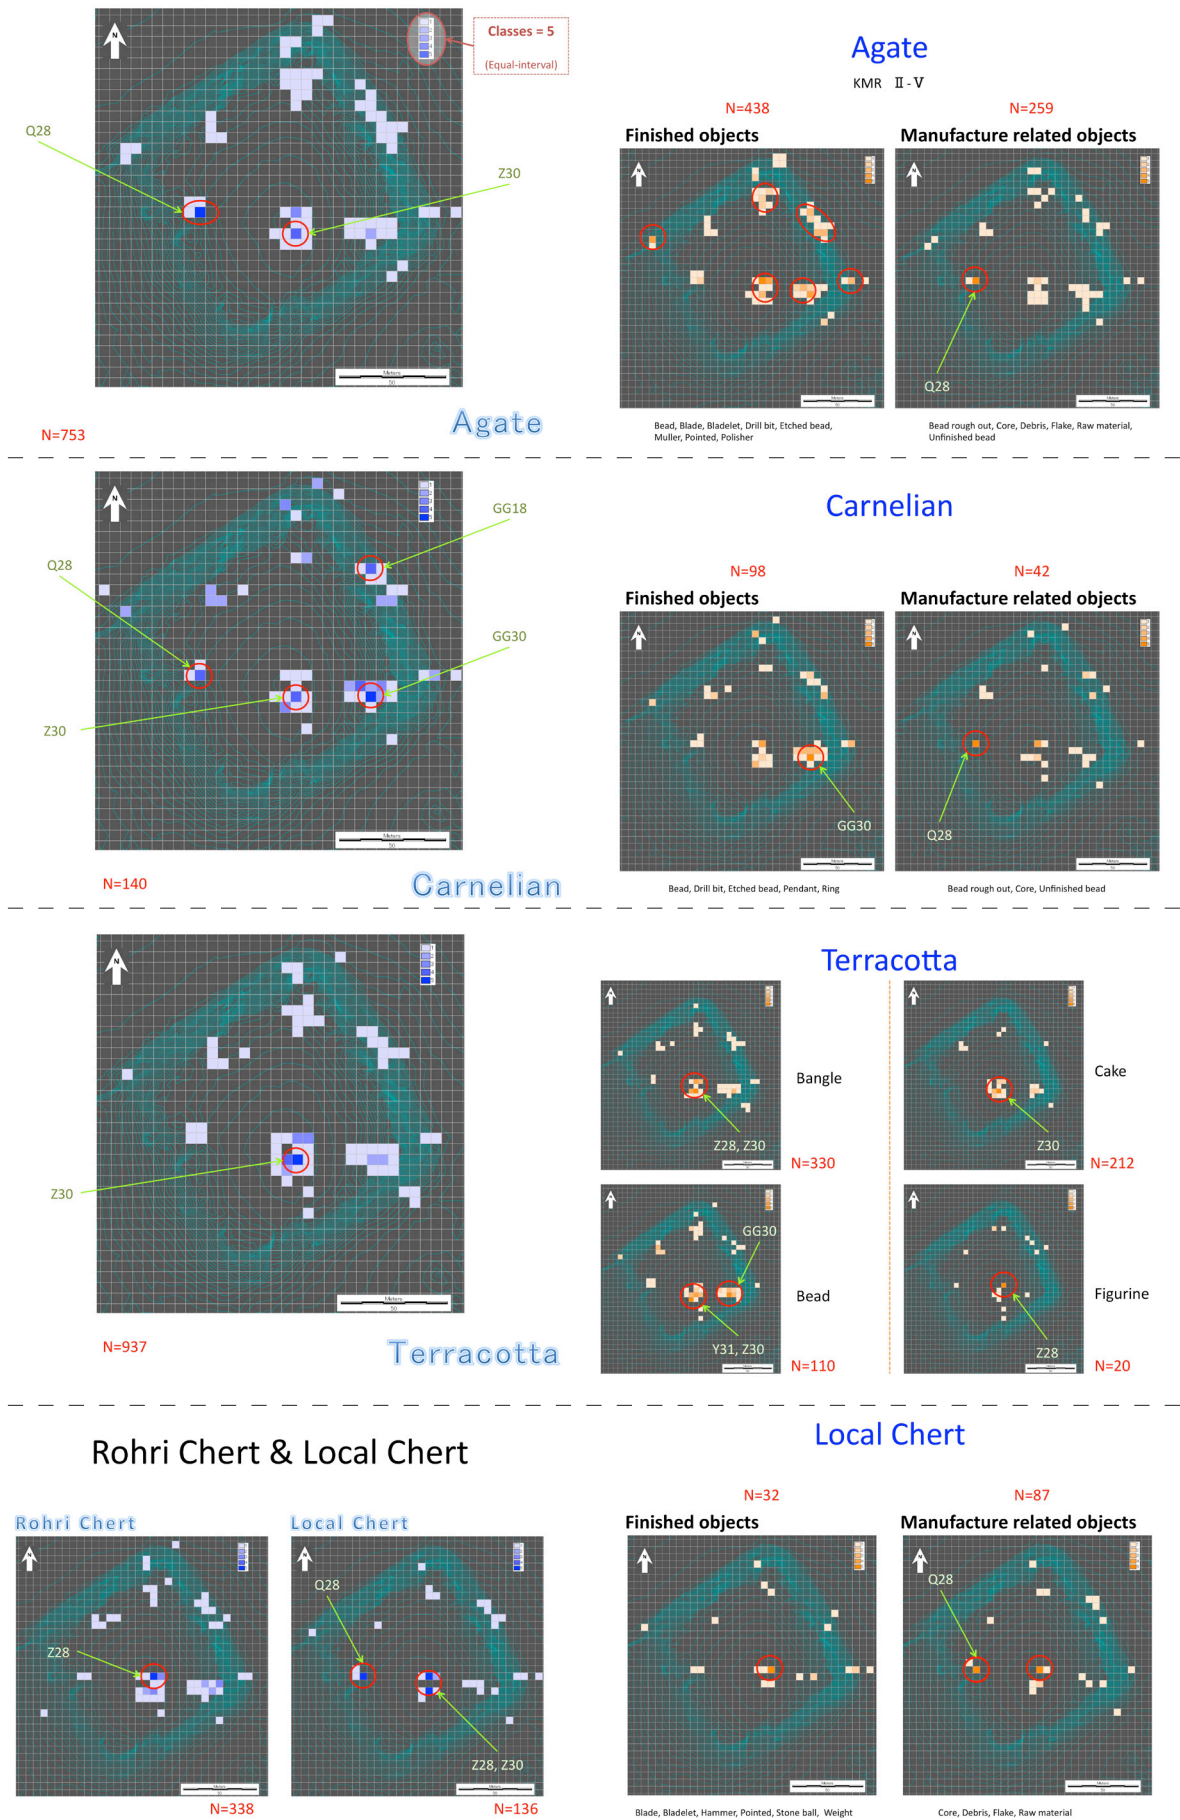 Classes = 5
(Equal-interval)
Q28
Z30
N=753
Agate
Meters
50
N
Agate
KMR Ⅱ-Ⅴ
N=438
N=259
Finished objects
Manufacture related objects
Q28
Bead, Blade, Bladelet, Drill bit, Etched bead,
Muller, Pointed, Polisher
Bead rough out, Core, Debris, Flake, Raw material,
Unfinished bead
N
GG18
Q28
GG30
Z30
Meters
50
N=140
Carnelian
Carnelian
N=98
N=42
Finished objects
Manufacture related objects
GG30
Q28
Bead, Drill bit, Etched bead, Pendant, Ring
Bead rough out, Core, Unfinished bead
N
Z30
Meters
50
N=937
Terracotta
Terracotta
Bangle
Z28, Z30
N=330
Cake
Z30
N=212
GG30
Bead
Y31, Z30
N=110
Figurine
Z28
N=20
Rohri Chert & Local Chert
Rohri Chert
Local Chert
Z28
Q28
Z28, Z30
N=338
N=136
Local Chert
N=32
N=87
Finished objects
Manufacture related objects
Q28
Blade, Bladelet, Hammer, Pointed, Stone ball, Weight
Core, Debris, Flake, Raw material